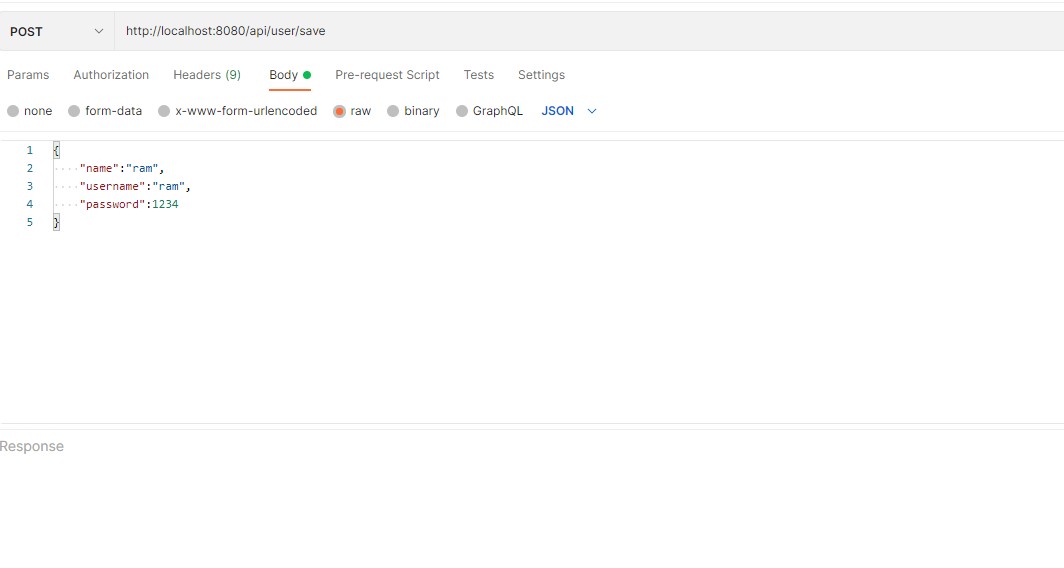 POST http://localhost:8080/api/user/save
Params Authorization Headers (9) Body Pre-request Script Tests Settings
none form-data x-www-form-urlencoded raw binary GraphQL JSON
1 {
2 ····"name":"ram",
3 ····"username":"ram",
4 ····"password":1234
5 }
Response